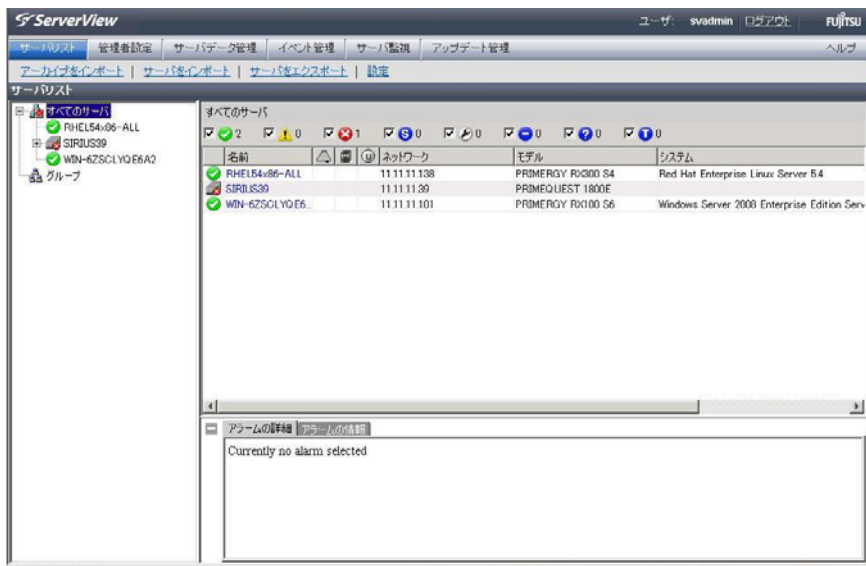 ServerView ユーザ: svadmin ログアウト FUJITSU
サーバリスト 管理者設定 サーバデータ管理 イベント管理 サーバ監視 アップデート管理 ヘルプ
アーカイブをインポート | サーバをインポート | サーバをエクスポート | 設定
サーバリスト
すべてのサーバ
RHEL54x86-ALL
SIRIUS39
WIN-6ZSCLYQE6A2
グループ
すべてのサーバ
2 0 1 S 0 0 0 ? 0 T 0
名前 ネットワーク モデル システム
RHEL54x86-ALL 11.11.11.138 PRIMERGY RX300 S4 Red Hat Enterprise Linux Server 5.4
SIRIUS39 11.11.11.39 PRIMEQUEST 1800E
WIN-6ZSCLYQE6... 11.11.11.101 PRIMERGY RX100 S6 Windows Server 2008 Enterprise Edition Serv
アラームの詳細 アラームの情報
Currently no alarm selected